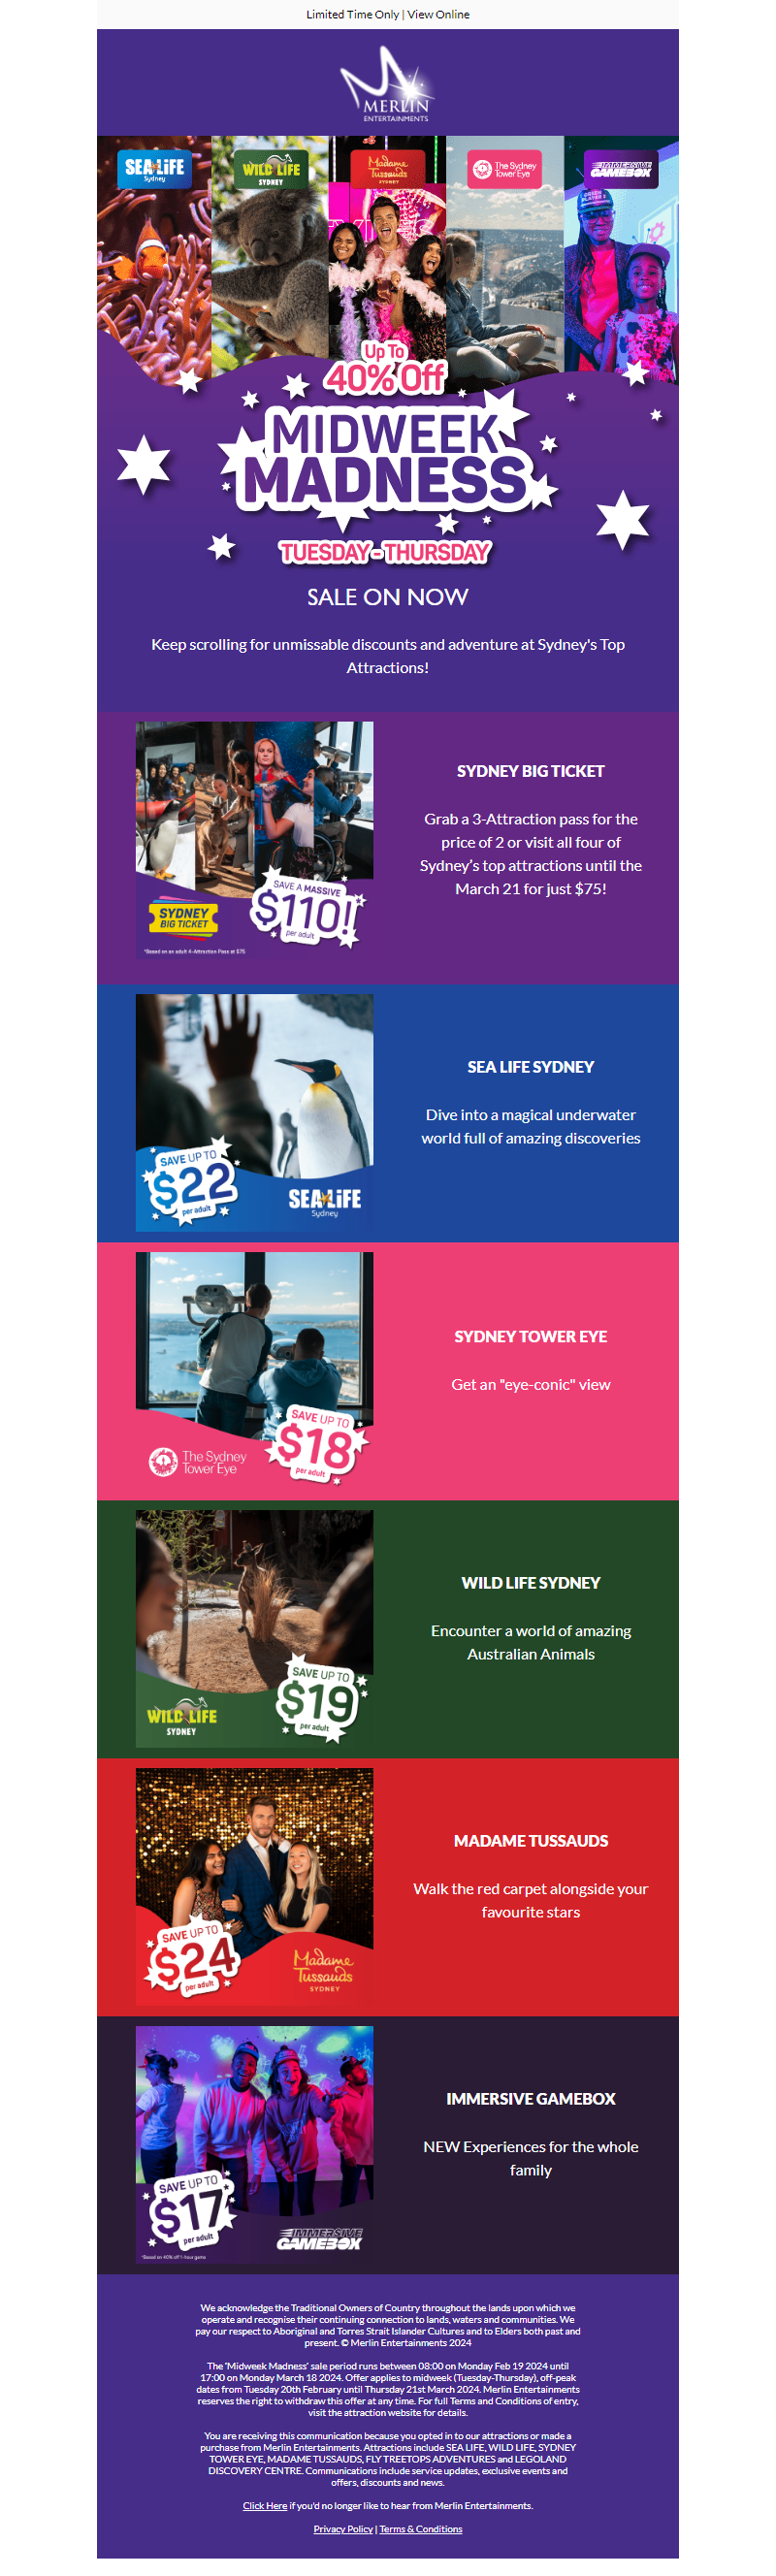 Limited Time Only | View Online
MERLIN
ENTERTAINMENTS
SEA LIFE
Sydney
WILD LIFE
SYDNEY
Madame
Tussauds
SYDNEY
The Sydney
Tower Eye
IMMERSIVE
GAMEBOX
Up To
40% Off
MIDWEEK
MADNESS
TUESDAY - THURSDAY
SALE ON NOW
Keep scrolling for unmissable discounts and adventure at Sydney's Top
Attractions!
SAVE A MASSIVE
$110!
per adult
SYDNEY
BIG TICKET
*Based on an adult 4-Attraction Pass at $75
SYDNEY BIG TICKET
Grab a 3-Attraction pass for the
price of 2 or visit all four of
Sydney’s top attractions until the
March 21 for just $75!
SAVE UP TO
$22
per adult
SEA LIFE
Sydney
SEA LIFE SYDNEY
Dive into a magical underwater
world full of amazing discoveries
SAVE UP TO
$18
per adult
The Sydney
Tower Eye
SYDNEY TOWER EYE
Get an "eye-conic" view
SAVE UP TO
$19
per adult
WILD LIFE
SYDNEY
WILD LIFE SYDNEY
Encounter a world of amazing
Australian Animals
SAVE UP TO
$24
per adult
Madame
Tussauds
SYDNEY
MADAME TUSSAUDS
Walk the red carpet alongside your
favourite stars
SAVE UP TO
$17
per adult
IMMERSIVE
GAMEBOX
*Based on 40% off 1-hour game
IMMERSIVE GAMEBOX
NEW Experiences for the whole
family
We acknowledge the Traditional Owners of Country throughout the lands upon which we
operate and recognise their continuing connection to lands, waters and communities. We
pay our respect to Aboriginal and Torres Strait Islander Cultures and to Elders both past and
present. © Merlin Entertainments 2024
The 'Midweek Madness' sale period runs between 08:00 on Monday Feb 19 2024 until
17:00 on Monday March 18 2024. Offer applies to midweek (Tuesday-Thursday), off-peak
dates from Tuesday 20th February until Thursday 21st March 2024. Merlin Entertainments
reserves the right to withdraw this offer at any time. For full Terms and Conditions of entry,
visit the attraction website for details.
You are receiving this communication because you opted in to our attractions or made a
purchase from Merlin Entertainments. Attractions include SEA LIFE, WILD LIFE, SYDNEY
TOWER EYE, MADAME TUSSAUDS, FLY TREETOPS ADVENTURES and LEGOLAND
DISCOVERY CENTRE. Communications include service updates, exclusive events and
offers, discounts and news.
Click Here if you'd no longer like to hear from Merlin Entertainments.
Privacy Policy | Terms & Conditions